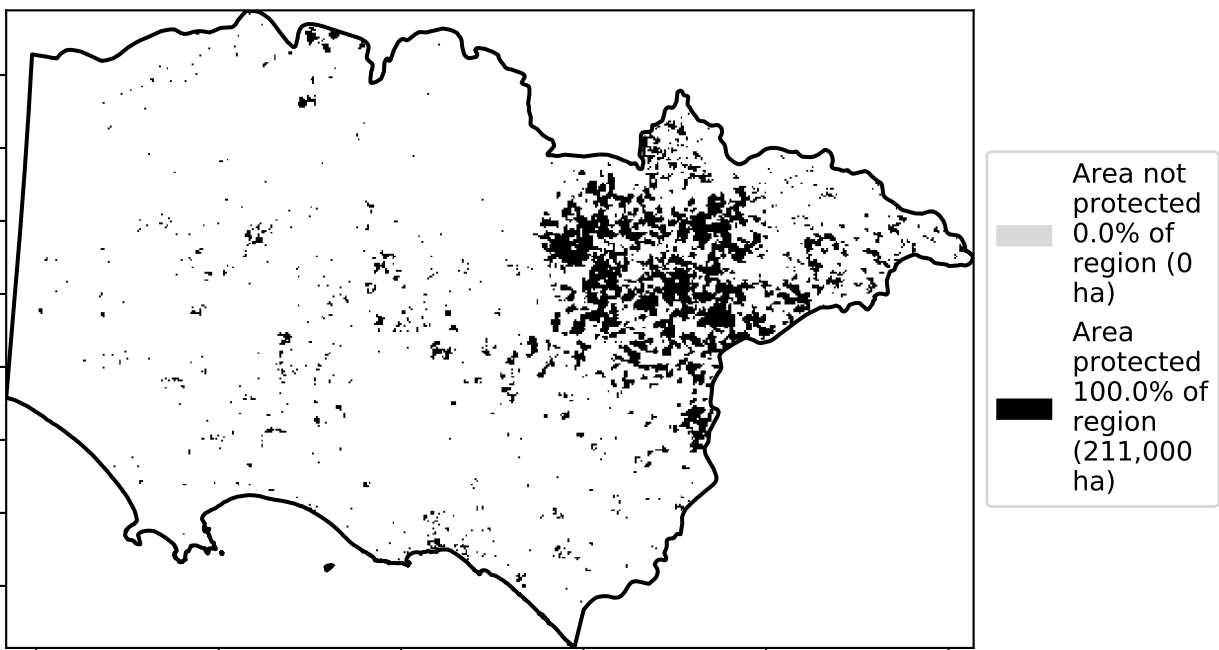 Area not
protected
0.0% of
region (0
ha)
Area
protected
100.0% of
region
(211,000
ha)